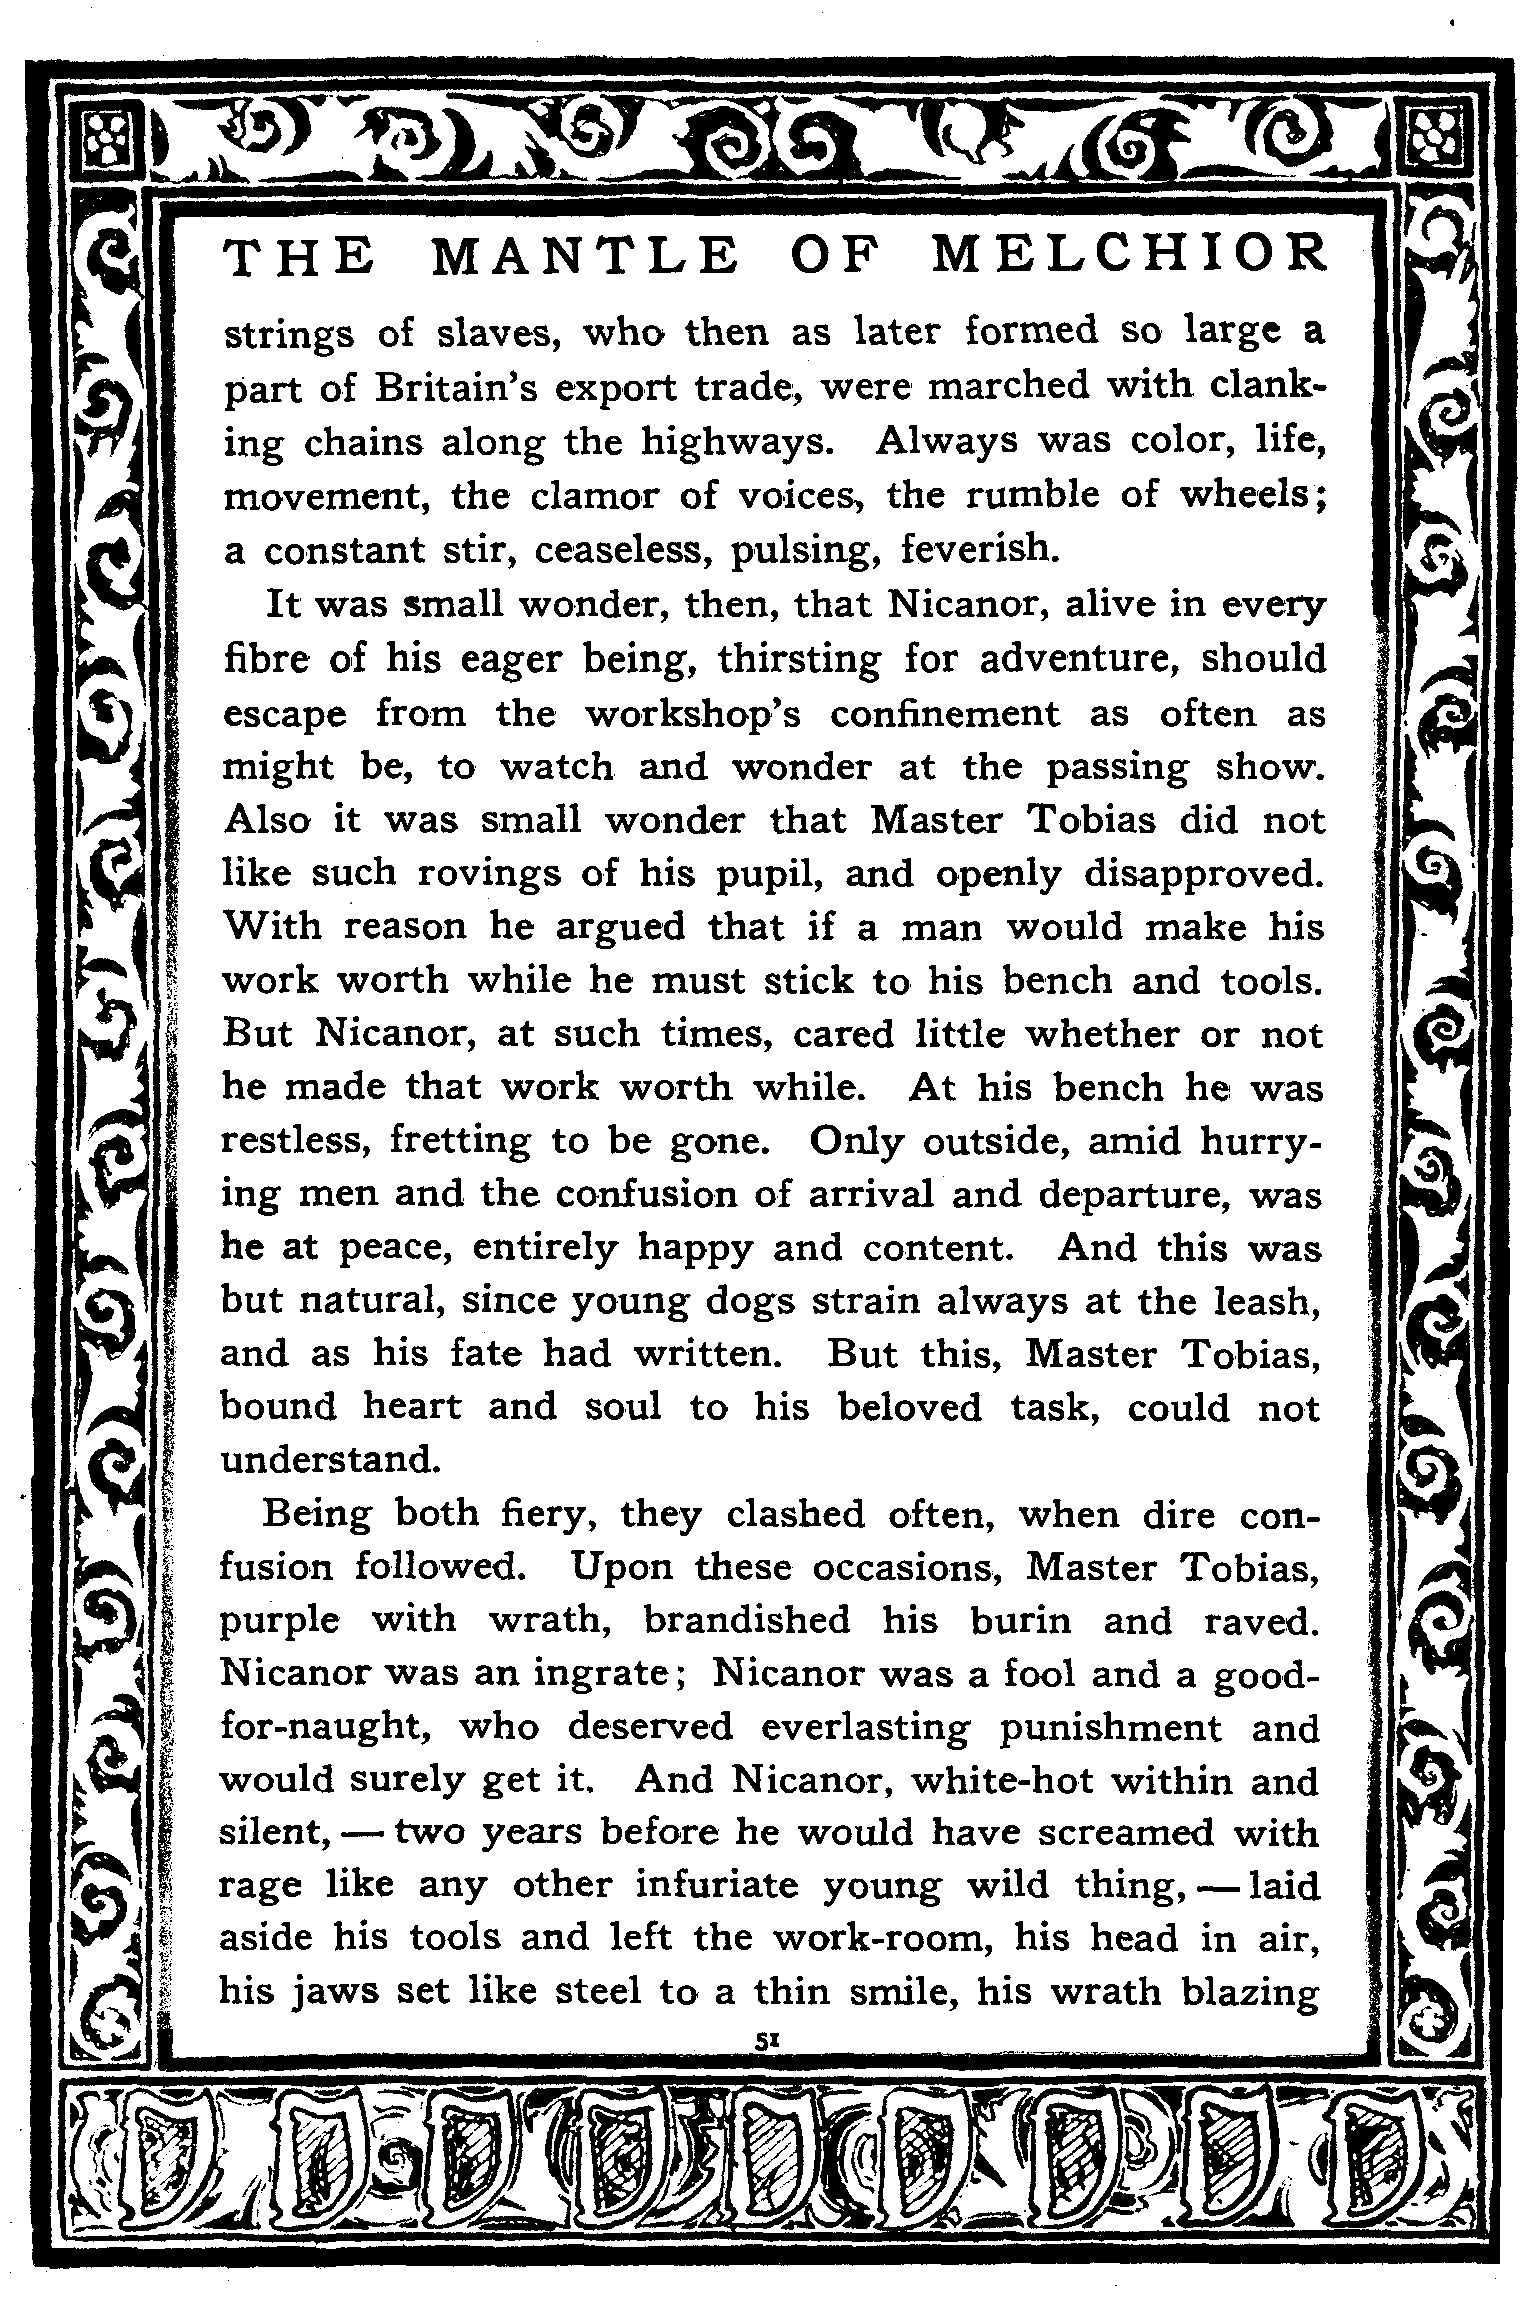 THE MANTLE OF MELCHIOR
strings of slaves, who then as later formed so large a
part of Britain's export trade, were marched with clank-
ing chains along the highways. Always was color, life,
movement, the clamor of voices, the rumble of wheels;
a constant stir, ceaseless, pulsing, feverish.
It was small wonder, then, that Nicanor, alive in every
fibre of his eager being, thirsting for adventure, should
escape from the workshop's confinement as often as
might be, to watch and wonder at the passing show.
Also it was small wonder that Master Tobias did not
like such rovings of his pupil, and openly disapproved.
With reason he argued that if a man would make his
work worth while he must stick to his bench and tools.
But Nicanor, at such times, cared little whether or not
he made that work worth while. At his bench he was
restless, fretting to be gone. Only outside, amid hurry-
ing men and the confusion of arrival and departure, was
he at peace, entirely happy and content. And this was
but natural, since young dogs strain always at the leash,
and as his fate had written. But this, Master Tobias,
bound heart and soul to his beloved task, could not
understand.
Being both fiery, they clashed often, when dire con-
fusion followed. Upon these occasions, Master Tobias,
purple with wrath, brandished his burin and raved.
Nicanor was an ingrate; Nicanor was a fool and a good-
for-naught, who deserved everlasting punishment and
would surely get it. And Nicanor, white-hot within and
silent, — two years before he would have screamed with
rage like any other infuriate young wild thing, — laid
aside his tools and left the work-room, his head in air,
his jaws set like steel to a thin smile, his wrath blazing
51